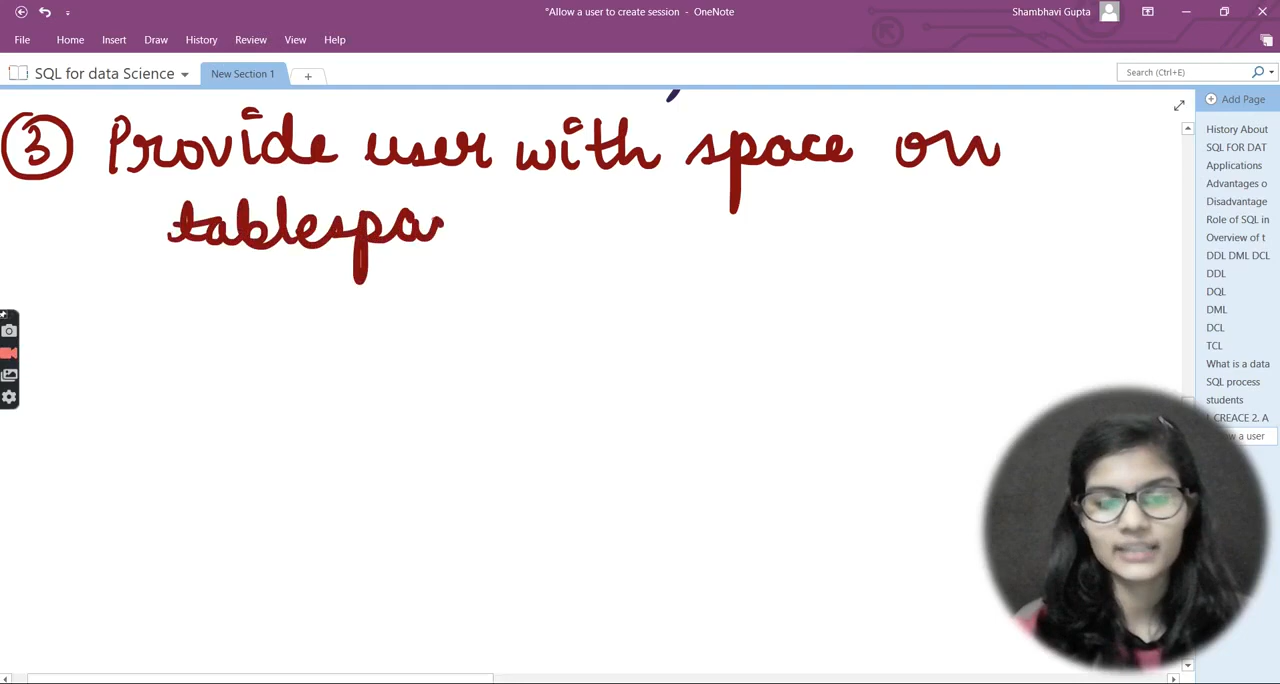 *Allow a user to create session - OneNote
Shambhavi Gupta
File Home Insert Draw History Review View Help
SQL for data Science
New Section 1
+
Search (Ctrl+E)
Add Page
③ Provide user with space on
tablespa
History About
SQL FOR DAT
Applications
Advantages o
Disadvantage
Role of SQL in
Overview of t
DDL DML DCL
DDL
DQL
DML
DCL
TCL
What is a data
SQL process
students
CREACE 2. A
w a user